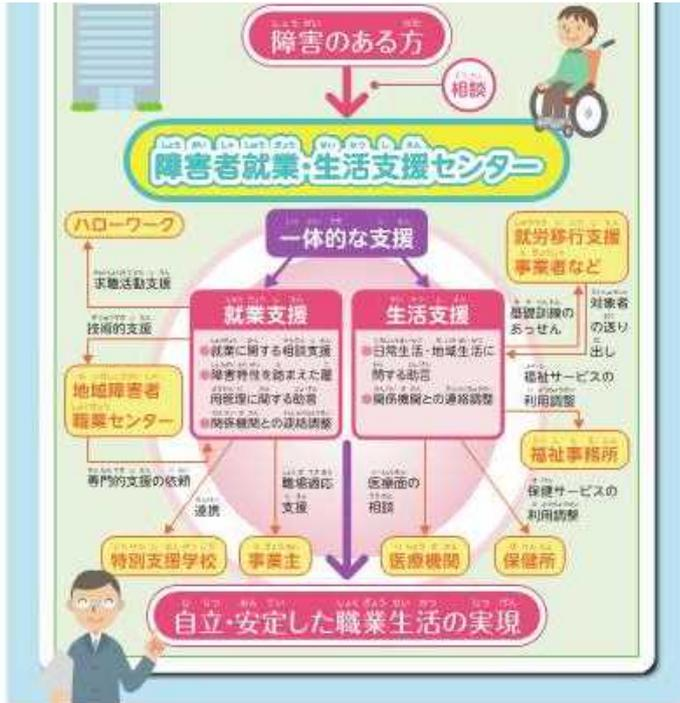 障害のある方
相談
障害者就業・生活支援センター
ハローワーク
一体的な支援
就労移行支援
事業者など
求職活動支援
技術的支援
就業支援
●就業に関する相談支援
●障害特性を踏まえた雇
用管理に関する助言
●関係機関との連絡調整
生活支援
●日常生活・地域生活に
関する助言
●関係機関との連絡調整
基礎訓練の
あっせん
対象者
の送り
出し
福祉サービスの
利用調整
地域障害者
職業センター
専門的支援の依頼
福祉事務所
連携
職場適応
支援
医療面の
相談
保健サービスの
利用調整
特別支援学校
事業主
医療機関
保健所
自立・安定した職業生活の実現